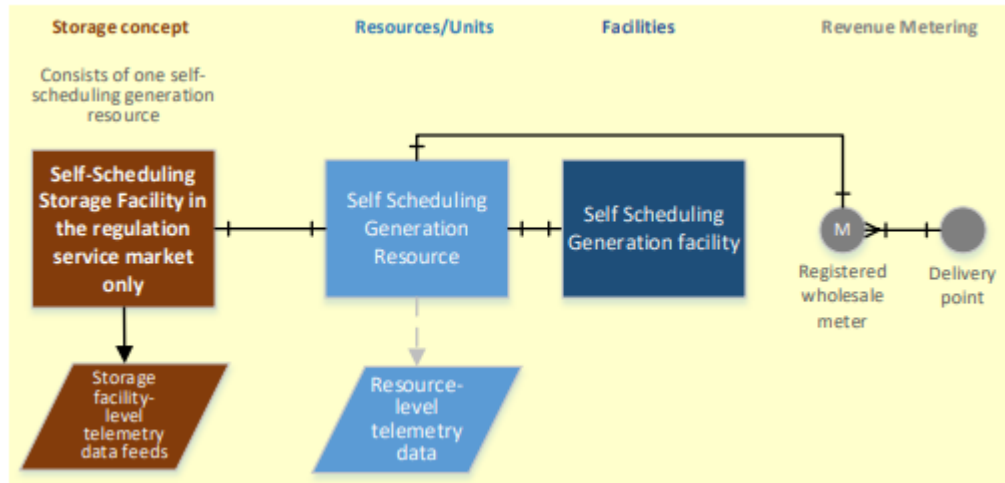 Storage concept
Resources/Units
Facilities
Revenue Metering
Consists of one self-
scheduling generation
resource
Self-Scheduling
Storage Facility in
the regulation
service market
only
Self Scheduling
Generation
Resource
Self Scheduling
Generation facility
M
Registered
wholesale
meter
Delivery
point
Storage
facility-
level
telemetry
data feeds
Resource-
level
telemetry
data